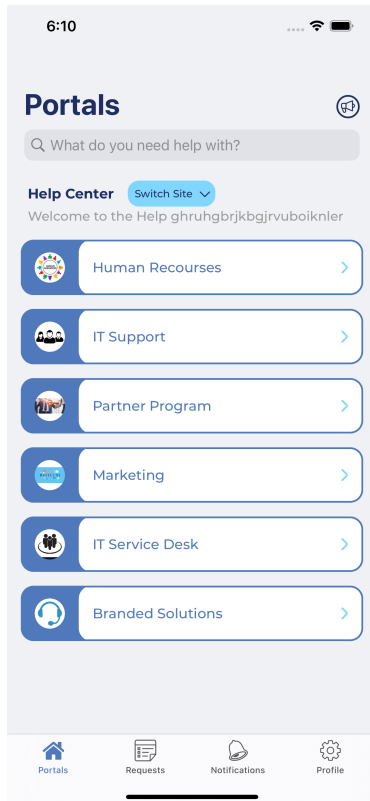 6:10
Portals
What do you need help with?
Help Center Switch Site
Welcome to the Help ghruhgbrjkbgjrvuboiknler
Human Recourses
IT Support
Partner Program
Marketing
IT Service Desk
Branded Solutions
Portals Requests Notifications Profile